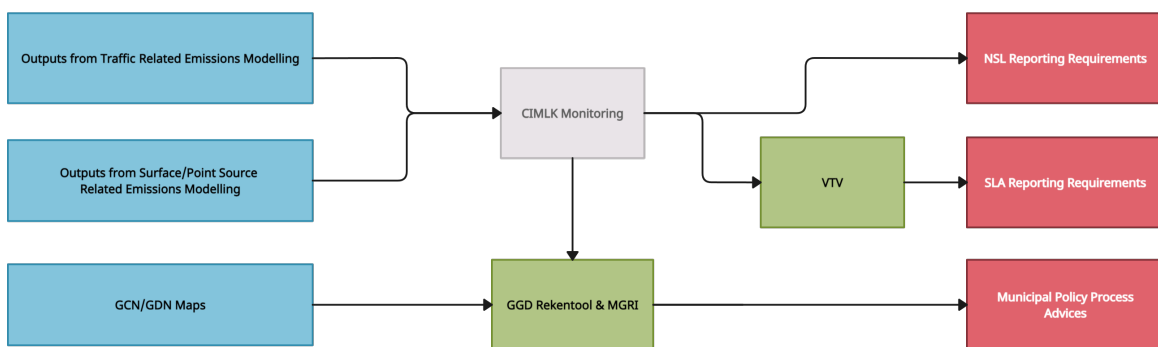 Outputs from Traffic Related Emissions Modelling
NSL Reporting Requirements
CIMLK Monitoring
Outputs from Surface/Point Source
Related Emissions Modelling
VTV
SLA Reporting Requirements
GCN/GDN Maps
GGD Rekentool & MGRI
Municipal Policy Process
Advices